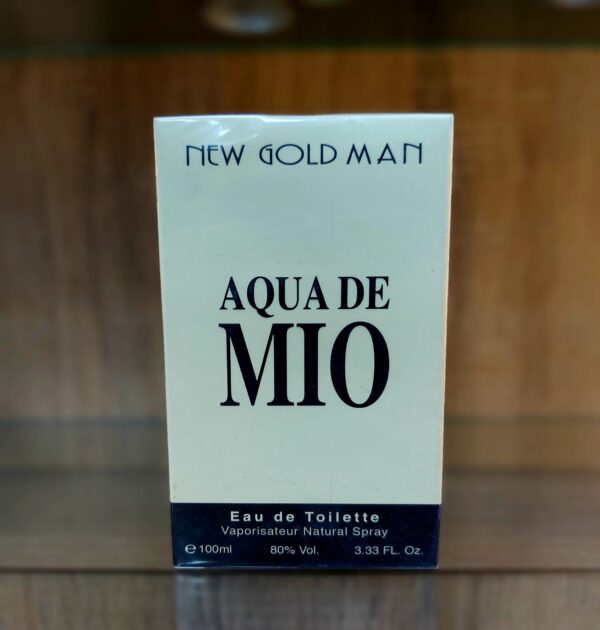 NEW GOLD MAN
AQUA DE
MIO
Eau de Toilette
Vaporisateur Natural Spray
℮100ml 80% Vol. 3.33 FL. Oz.